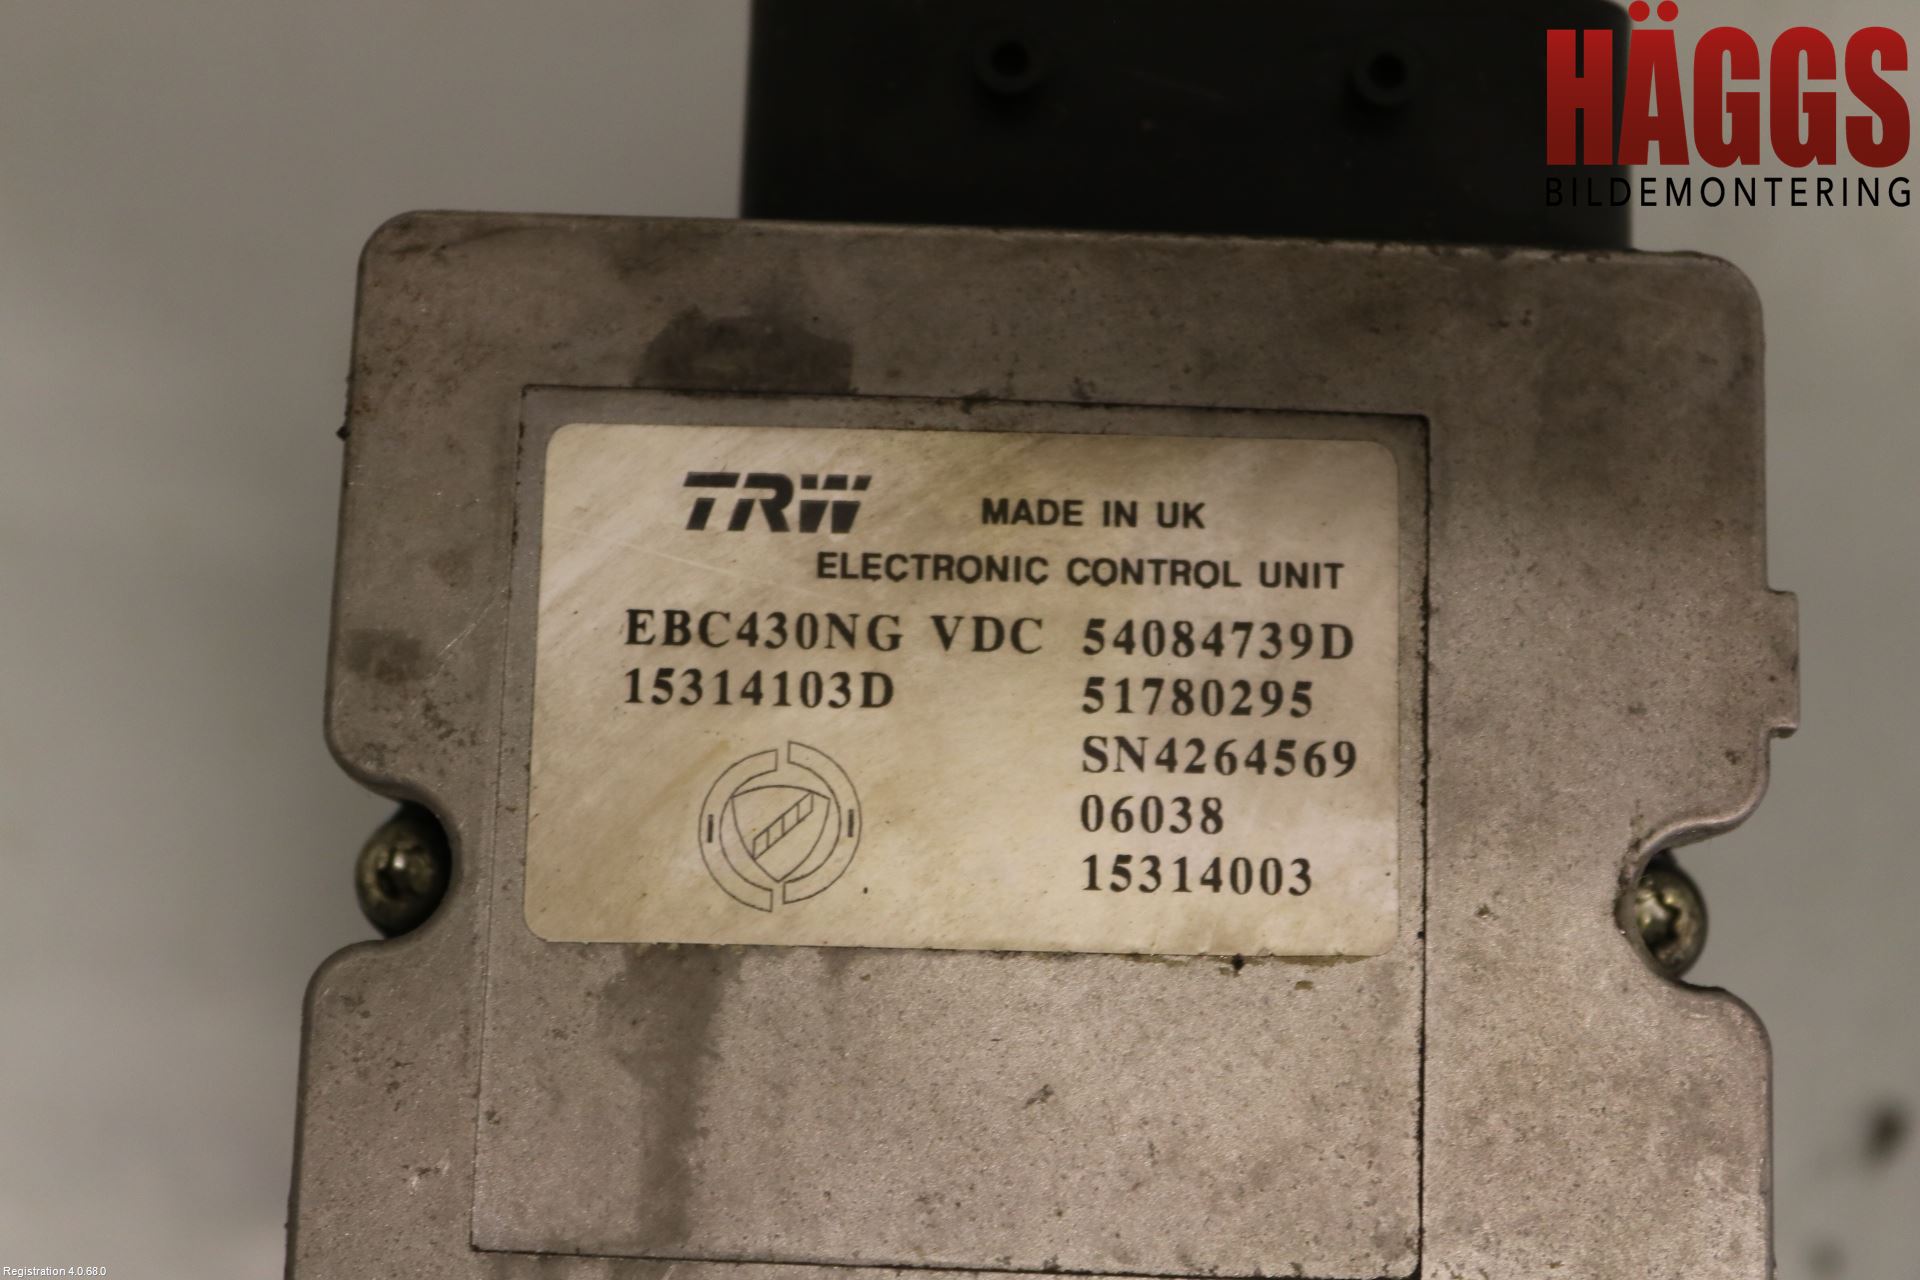 HÄGGS
BILDEMONTERING
TRW MADE IN UK
ELECTRONIC CONTROL UNIT
EBC430NG VDC 54084739D
15314103D 51780295
SN4264569
06038
15314003
Registration 4.0.68.0